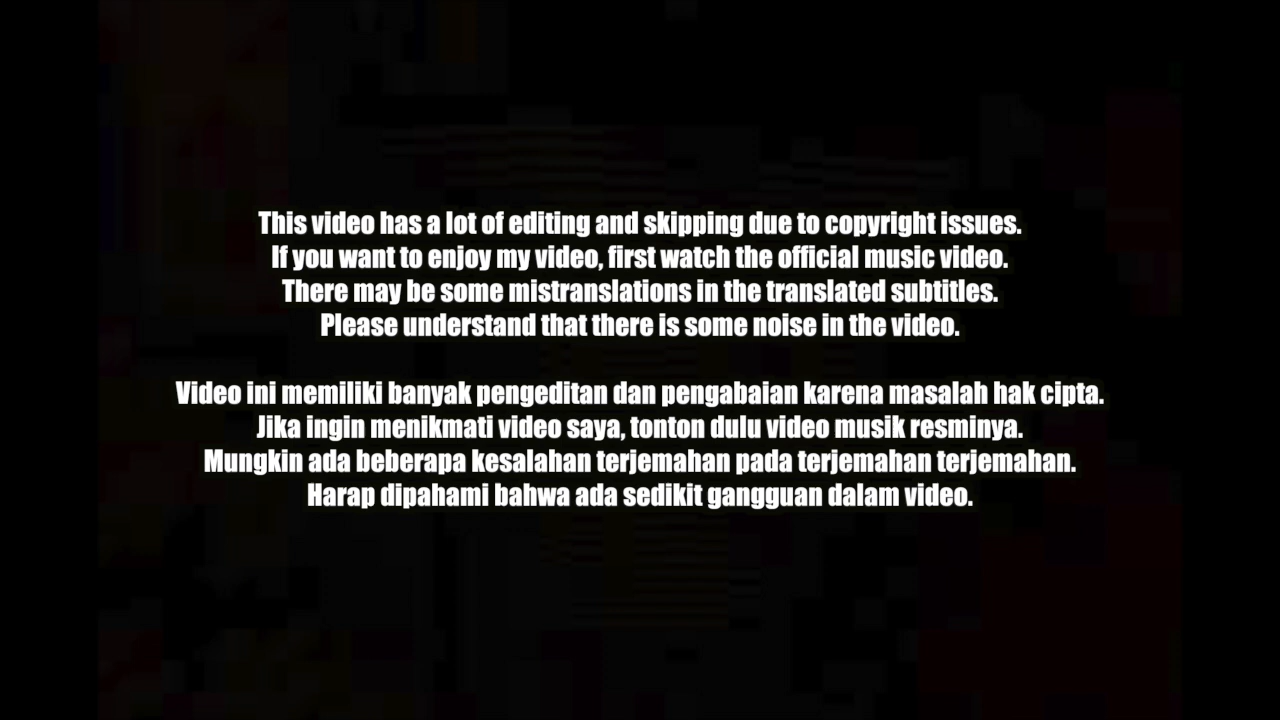 This video has a lot of editing and skipping due to copyright issues.
If you want to enjoy my video, first watch the official music video.
There may be some mistranslations in the translated subtitles.
Please understand that there is some noise in the video.
Video ini memiliki banyak pengeditan dan pengabaian karena masalah hak cipta.
Jika ingin menikmati video saya, tonton dulu video musik resminya.
Mungkin ada beberapa kesalahan terjemahan pada terjemahan terjemahan.
Harap dipahami bahwa ada sedikit gangguan dalam video.